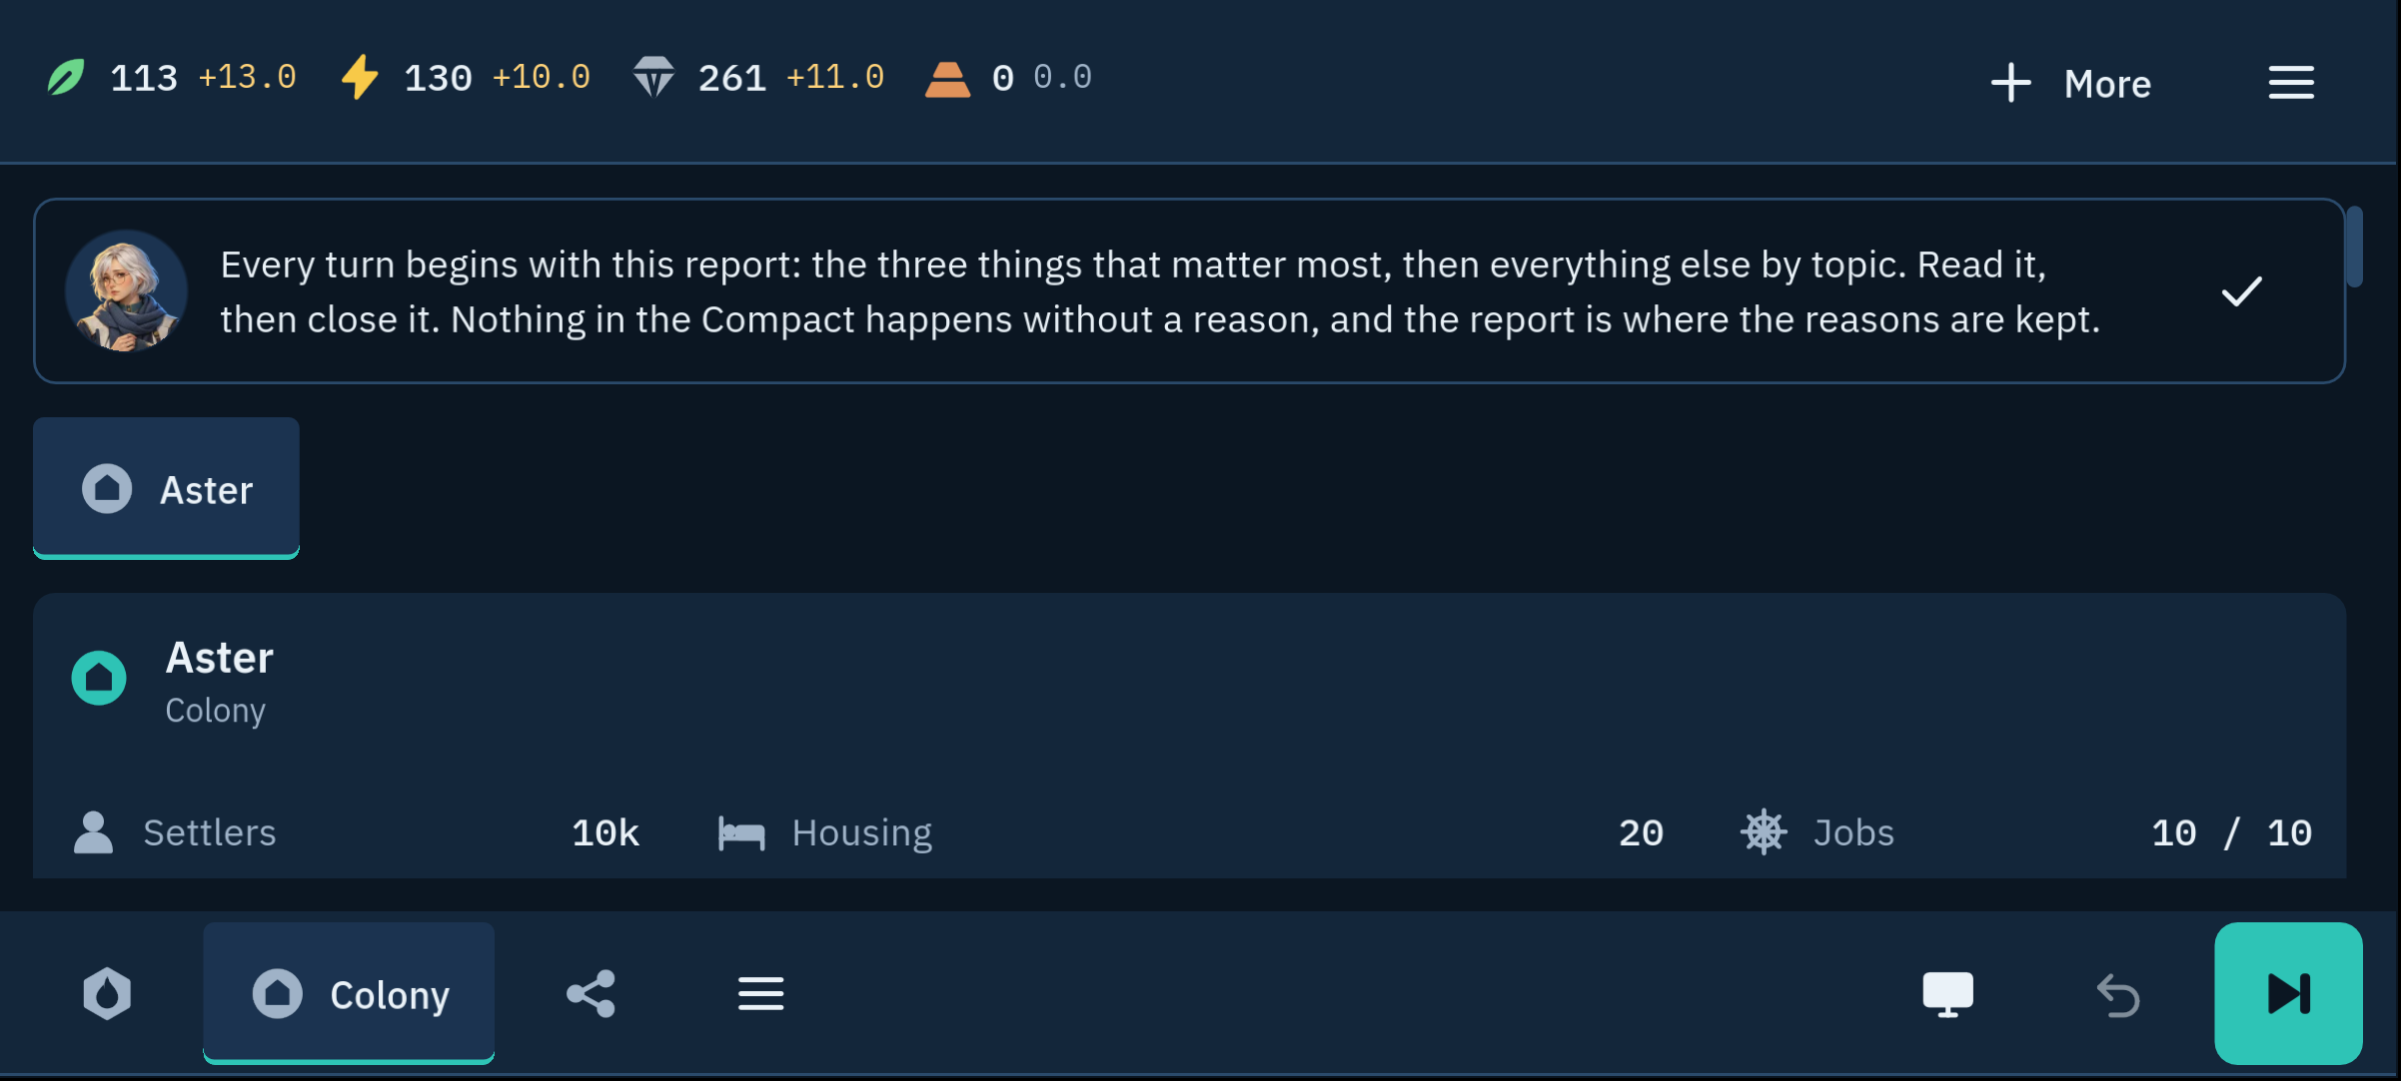 113 +13.0 130 +10.0 261 +11.0 0 0.0 More
Every turn begins with this report: the three things that matter most, then everything else by topic. Read it,
then close it. Nothing in the Compact happens without a reason, and the report is where the reasons are kept.
Aster
Aster
Colony
Settlers 10k Housing 20 Jobs 10 / 10
Colony